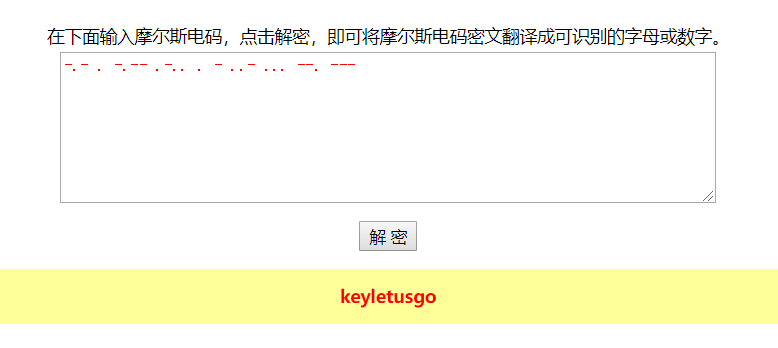 在下面输入摩尔斯电码，点击解密，即可将摩尔斯电码密文翻译成可识别的字母或数字。
-.- . -.-- .-.. . - ..- ... --. ---
解 密
keyletusgo